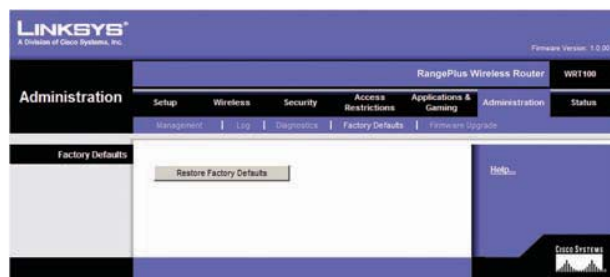 LINKSYS®
A Division of Cisco Systems, Inc.
Firmware Version: 1.0.00
RangePlus Wireless Router
WRT100
Administration
Setup
Wireless
Security
Access Restrictions
Applications & Gaming
Administration
Status
Management | Log | Diagnostics | Factory Defaults | Firmware Upgrade
Factory Defaults
Restore Factory Defaults
Help...
CISCO SYSTEMS